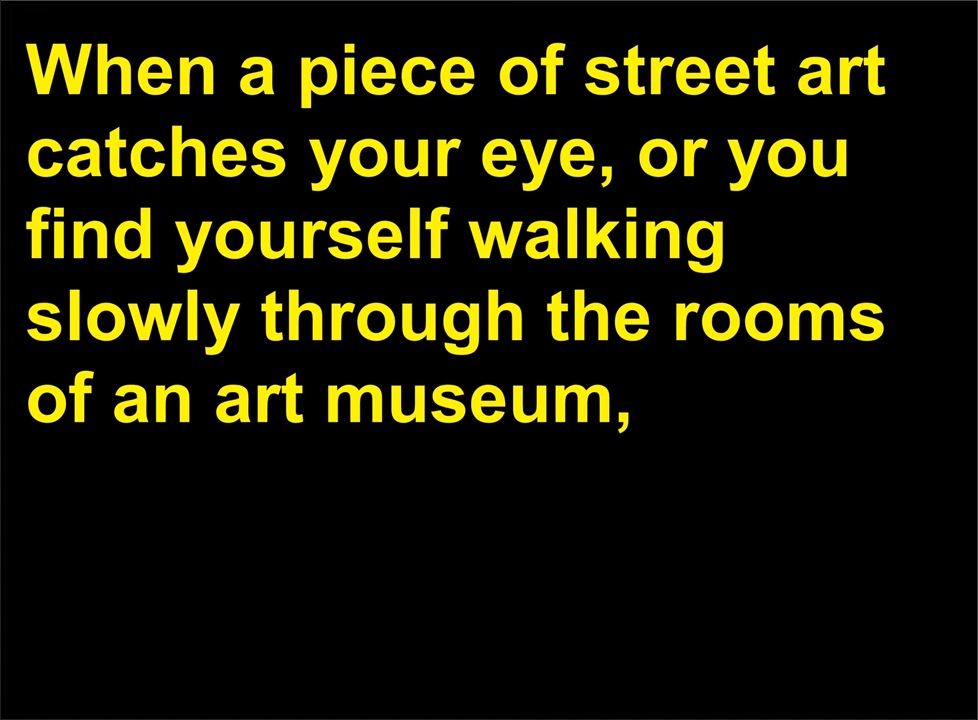 When a piece of street art
catches your eye, or you
find yourself walking
slowly through the rooms
of an art museum,